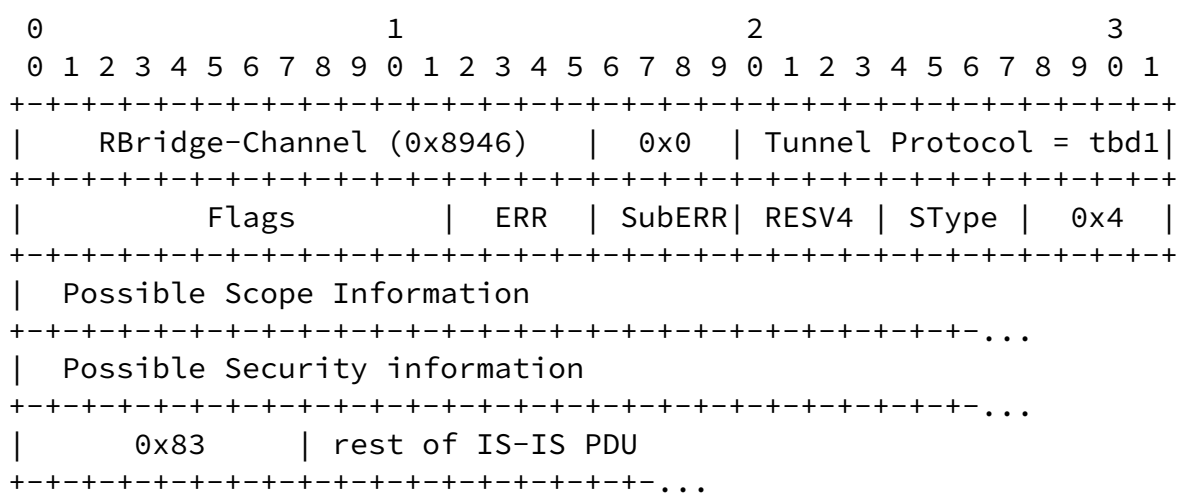 0                   1                   2                   3
 0 1 2 3 4 5 6 7 8 9 0 1 2 3 4 5 6 7 8 9 0 1 2 3 4 5 6 7 8 9 0 1
+-+-+-+-+-+-+-+-+-+-+-+-+-+-+-+-+-+-+-+-+-+-+-+-+-+-+-+-+-+-+-+-+
|    RBridge-Channel (0x8946)   |  0x0  | Tunnel Protocol = tbd1|
+-+-+-+-+-+-+-+-+-+-+-+-+-+-+-+-+-+-+-+-+-+-+-+-+-+-+-+-+-+-+-+-+
|          Flags        |  ERR  | SubERR| RESV4 | SType |  0x4  |
+-+-+-+-+-+-+-+-+-+-+-+-+-+-+-+-+-+-+-+-+-+-+-+-+-+-+-+-+-+-+-+-+
|  Possible Scope Information
+-+-+-+-+-+-+-+-+-+-+-+-+-+-+-+-+-+-+-+-+-+-+-+-+-+-+-...
|  Possible Security information
+-+-+-+-+-+-+-+-+-+-+-+-+-+-+-+-+-+-+-+-+-+-+-+-+-+-+-...
|      0x83     | rest of IS-IS PDU
+-+-+-+-+-+-+-+-+-+-+-+-+-+-+-+-+-+-...